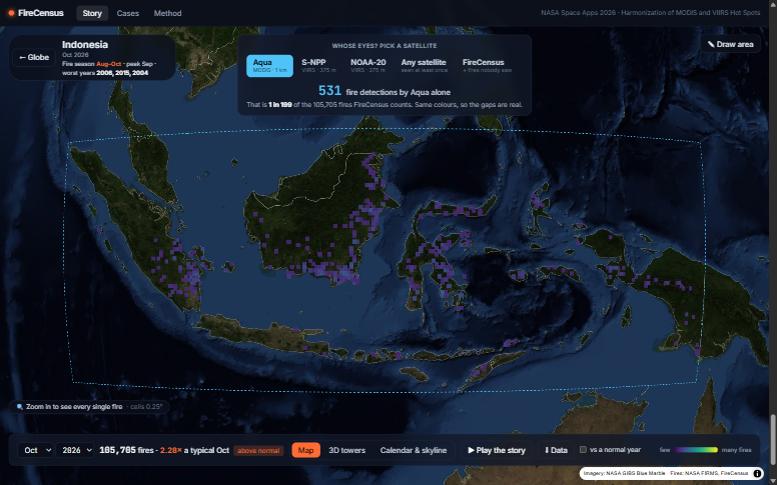 FireCensus
Story
Cases
Method
NASA Space Apps 2026 · Harmonization of MODIS and VIIRS Hot Spots
← Globe
Indonesia
Oct 2026
Fire season Aug–Oct · peak Sep ·
worst years 2006, 2015, 2004
WHOSE EYES? PICK A SATELLITE
Aqua
MODIS · 1 km
S-NPP
VIIRS · 375 m
NOAA-20
VIIRS · 375 m
Any satellite
seen at least once
FireCensus
+ fires nobody saw
531 fire detections by Aqua alone
That is 1 in 199 of the 105,705 fires FireCensus counts. Same colours, so the gaps are real.
Draw area
Zoom in to see every single fire · cells 0.25°
Oct
2026
105,705 fires · 2.28× a typical Oct
above normal
Map
3D towers
Calendar & skyline
▶ Play the story
⬇ Data
vs a normal year
few
many fires
Imagery: NASA GIBS Blue Marble · Fires: NASA FIRMS, FireCensus